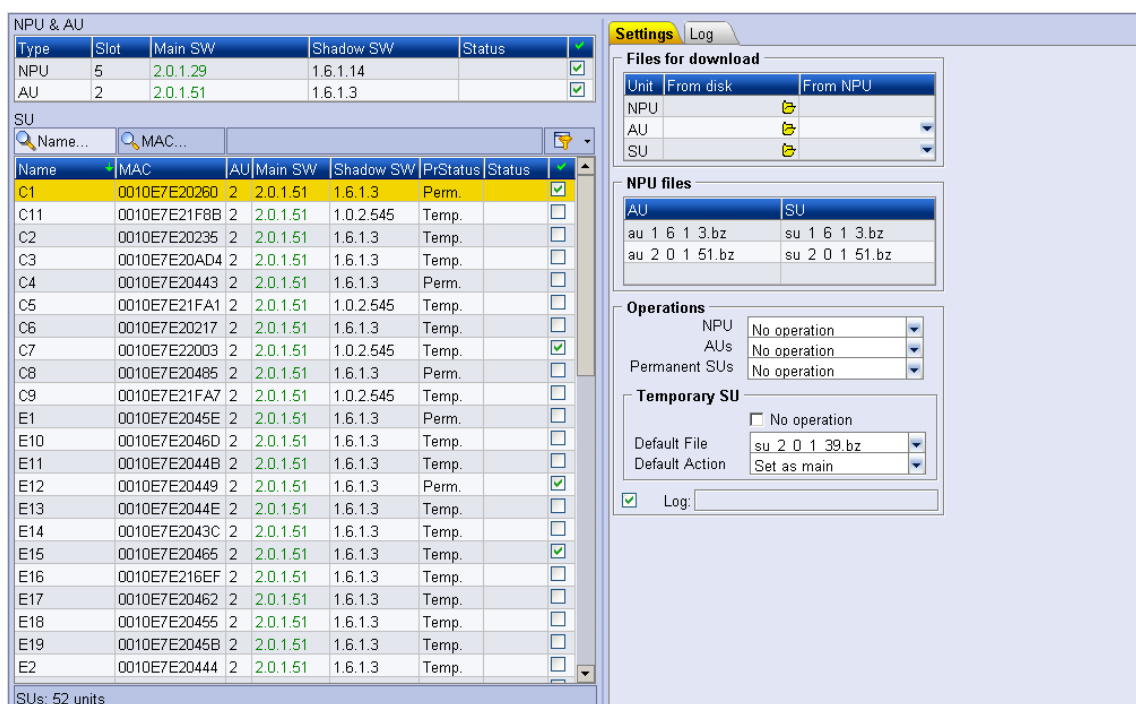 NPU & AU
Type Slot Main SW Shadow SW Status
NPU 5 2.0.1.29 1.6.1.14
AU 2 2.0.1.51 1.6.1.3
SU
Name... MAC...
Name MAC AU Main SW Shadow SW PrStatus Status
C1 0010E7E20260 2 2.0.1.51 1.6.1.3 Perm.
C11 0010E7E21F8B 2 2.0.1.51 1.0.2.545 Temp.
C2 0010E7E20235 2 2.0.1.51 1.6.1.3 Temp.
C3 0010E7E20AD4 2 2.0.1.51 1.6.1.3 Temp.
C4 0010E7E20443 2 2.0.1.51 1.6.1.3 Perm.
C5 0010E7E21FA1 2 2.0.1.51 1.0.2.545 Temp.
C6 0010E7E20217 2 2.0.1.51 1.6.1.3 Temp.
C7 0010E7E22003 2 2.0.1.51 1.0.2.545 Temp.
C8 0010E7E20485 2 2.0.1.51 1.6.1.3 Perm.
C9 0010E7E21FA7 2 2.0.1.51 1.0.2.545 Temp.
E1 0010E7E2045E 2 2.0.1.51 1.6.1.3 Perm.
E10 0010E7E2046D 2 2.0.1.51 1.6.1.3 Temp.
E11 0010E7E2044B 2 2.0.1.51 1.6.1.3 Temp.
E12 0010E7E20449 2 2.0.1.51 1.6.1.3 Perm.
E13 0010E7E2044E 2 2.0.1.51 1.6.1.3 Temp.
E14 0010E7E2043C 2 2.0.1.51 1.6.1.3 Temp.
E15 0010E7E20465 2 2.0.1.51 1.6.1.3 Temp.
E16 0010E7E216EF 2 2.0.1.51 1.6.1.3 Temp.
E17 0010E7E20462 2 2.0.1.51 1.6.1.3 Temp.
E18 0010E7E20455 2 2.0.1.51 1.6.1.3 Temp.
E19 0010E7E2045B 2 2.0.1.51 1.6.1.3 Temp.
E2 0010E7E20444 2 2.0.1.51 1.6.1.3 Temp.
SUs: 52 units
Settings Log
Files for download
Unit From disk From NPU
NPU
AU
SU
NPU files
AU SU
au 1 6 1 3.bz su 1 6 1 3.bz
au 2 0 1 51.bz su 2 0 1 51.bz
Operations
NPU No operation
AUs No operation
Permanent SUs No operation
Temporary SU
No operation
Default File su 2 0 1 39.bz
Default Action Set as main
Log: